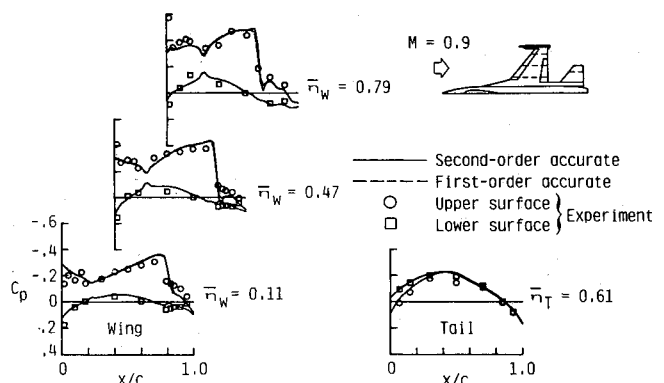 M = 0.9
n̄W = 0.79
n̄W = 0.47
Second-order accurate
First-order accurate
Upper surface
Lower surface
Experiment
-.6
-.4
-.2
0
.2
.4
Cp
n̄W = 0.11
Wing
0
1.0
x/c
n̄T = 0.61
Tail
0
1.0
x/c